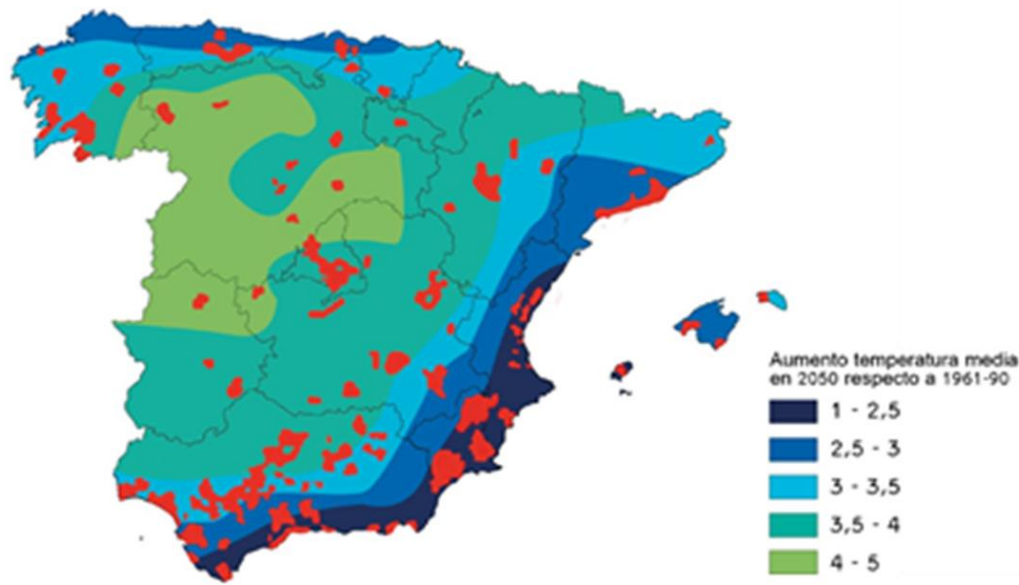 Aumento temperatura media
en 2050 respecto a 1961-90
1 - 2,5
2,5 - 3
3 - 3,5
3,5 - 4
4 - 5